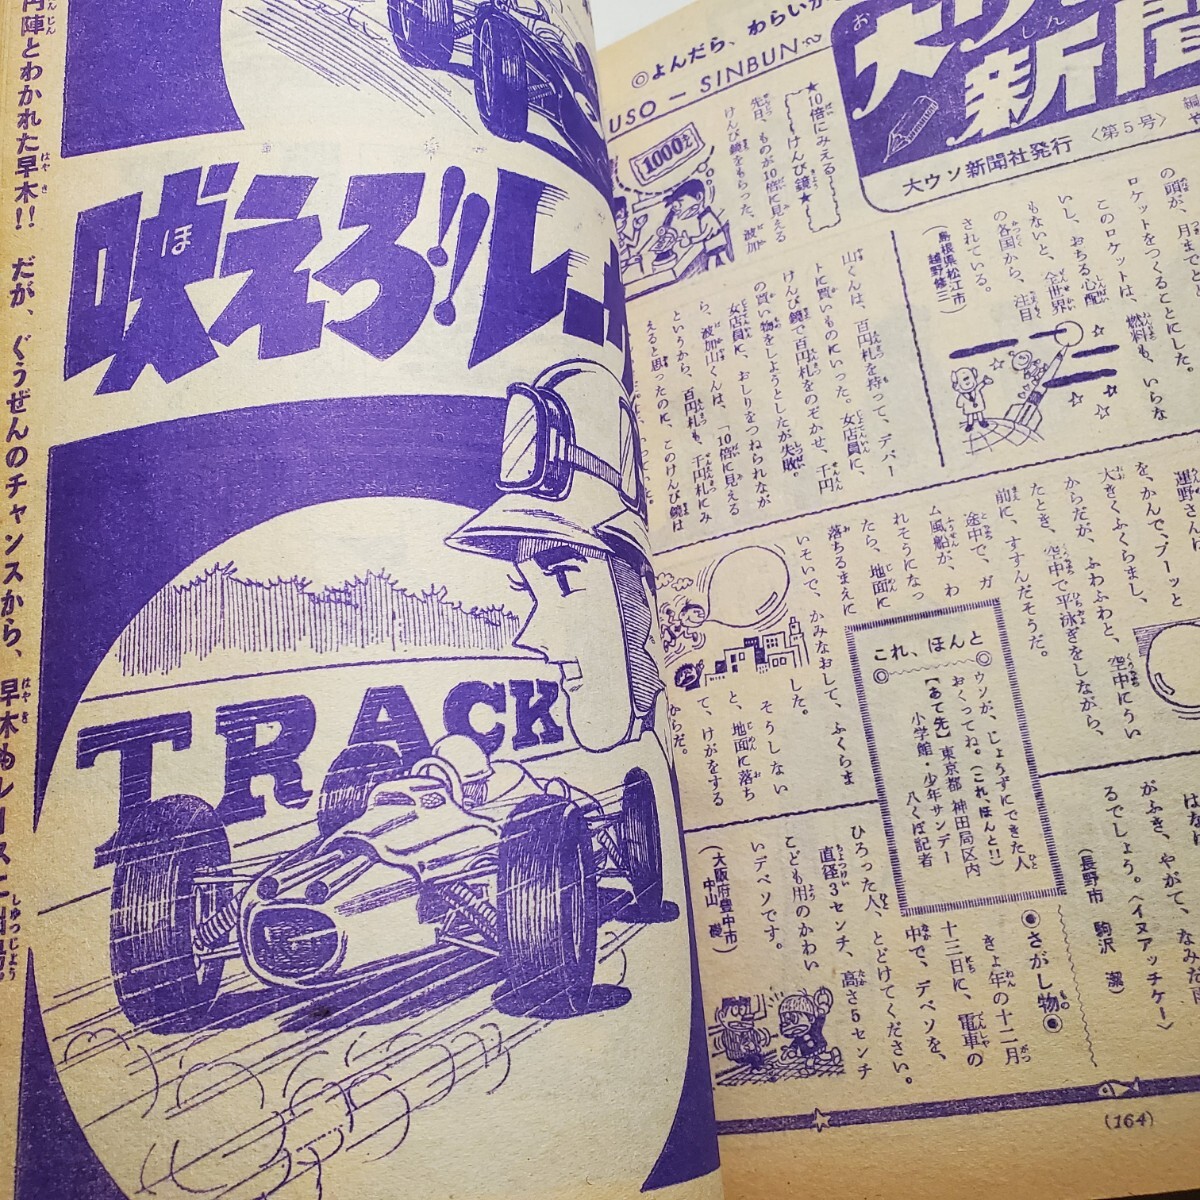 円陣とわかれた早木!! だが、ぐうぜんのチャンスから、早木も
吠えろ!!レ
TRACK
◎よんだら、わらいが
USO－SINBUN
大ウソ
新聞
大ウソ新聞社発行 〈第5号〉
★10倍にみえる
けんび鏡★
先日、ものが10倍に見える
けんび鏡をもらった、波加
1000
山くんは、百円札を持って、デパー
トに買いものにいった。女店員に、
けんび鏡で百円札をのぞかせ、千円
の買い物をしようとしたが失敗。
女店員に、おしりをつねられなが
ら、波加山くんは、「10倍に見える
というから、百円札も、千円札にみ
えると思ったのに、このけんび鏡は
の頭が、月まで
ロケットをつくることにした。
このロケットは、燃料も、いらな
いし、おちる心配
もないと、全世界
の各国から、注目
されている。
（島根県松江市
越野修三）
蓮野さん
を、かんで、プーッと
大きくふくらまし、
からだが、ふわふわと、空中にうい
たとき、空中で平泳ぎをしながら、
前に、すすんだそうだ。
途中で、ガ
ム風船が、わ
れそうになっ
たら、地面に
落ちるまえに
いそいで、かみなおして、ふくらま
した。
そうしない
と、地面に落ち
て、けがをする
からだ。
これ、ほんと
◎ウソが、じょうずにできた人
おくってね。（これ、ほんと！）
【あて先】東京都 神田局区内
小学館・少年サンデー
八くぼ記者
はな
がふき、やがて、なみだ
るでしょう。〈イヌアッチケー〉
（長野市 駒沢 潔）
◉さがし物◉
きょ年の十二月
十三日に、電車の
中で、デベソを、
ひろった人、とどけてください。
直径3センチ、高さ5センチ
こども用のかわい
いデベソです。
（大阪府豊中市
中山 磯）
(164)